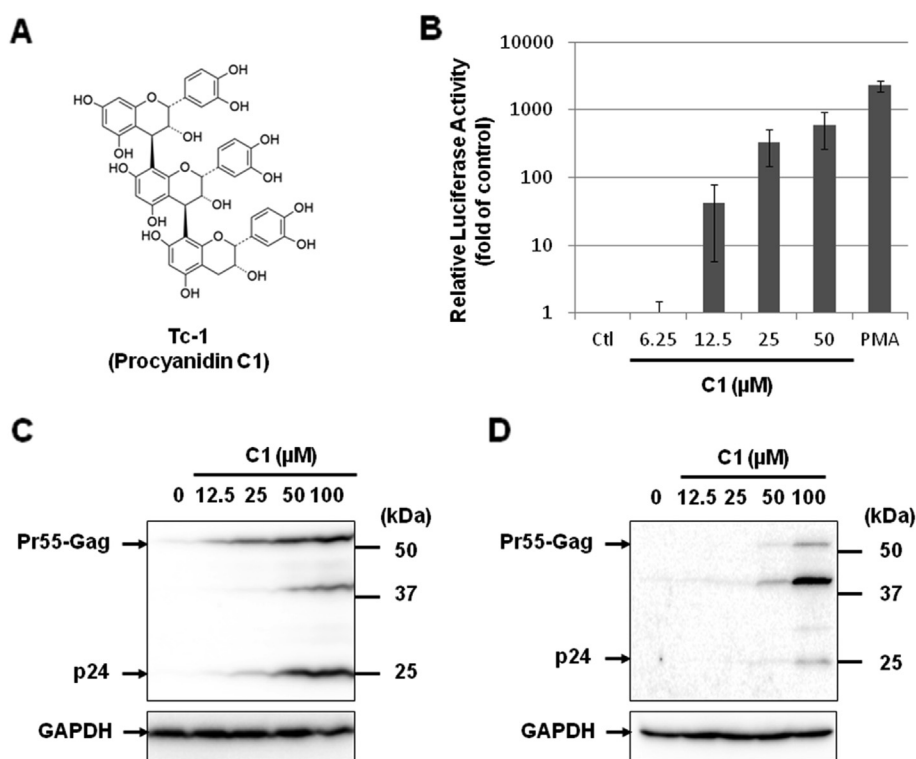 A
OH
OH
HO
O
OH
OH
HO
O
OH
OH
OH
OH
HO
O
OH
OH
OH
OH
OH
Tc-1
(Procyanidin C1)
B
Relative Luciferase Activity
(fold of control)
10000
1000
100
10
1
Ctl 6.25 12.5 25 50 PMA
C1 (μM)
C
C1 (μM)
0 12.5 25 50 100
(kDa)
Pr55-Gag
50
37
p24
25
GAPDH
D
C1 (μM)
0 12.5 25 50 100
(kDa)
Pr55-Gag
50
37
p24
25
GAPDH